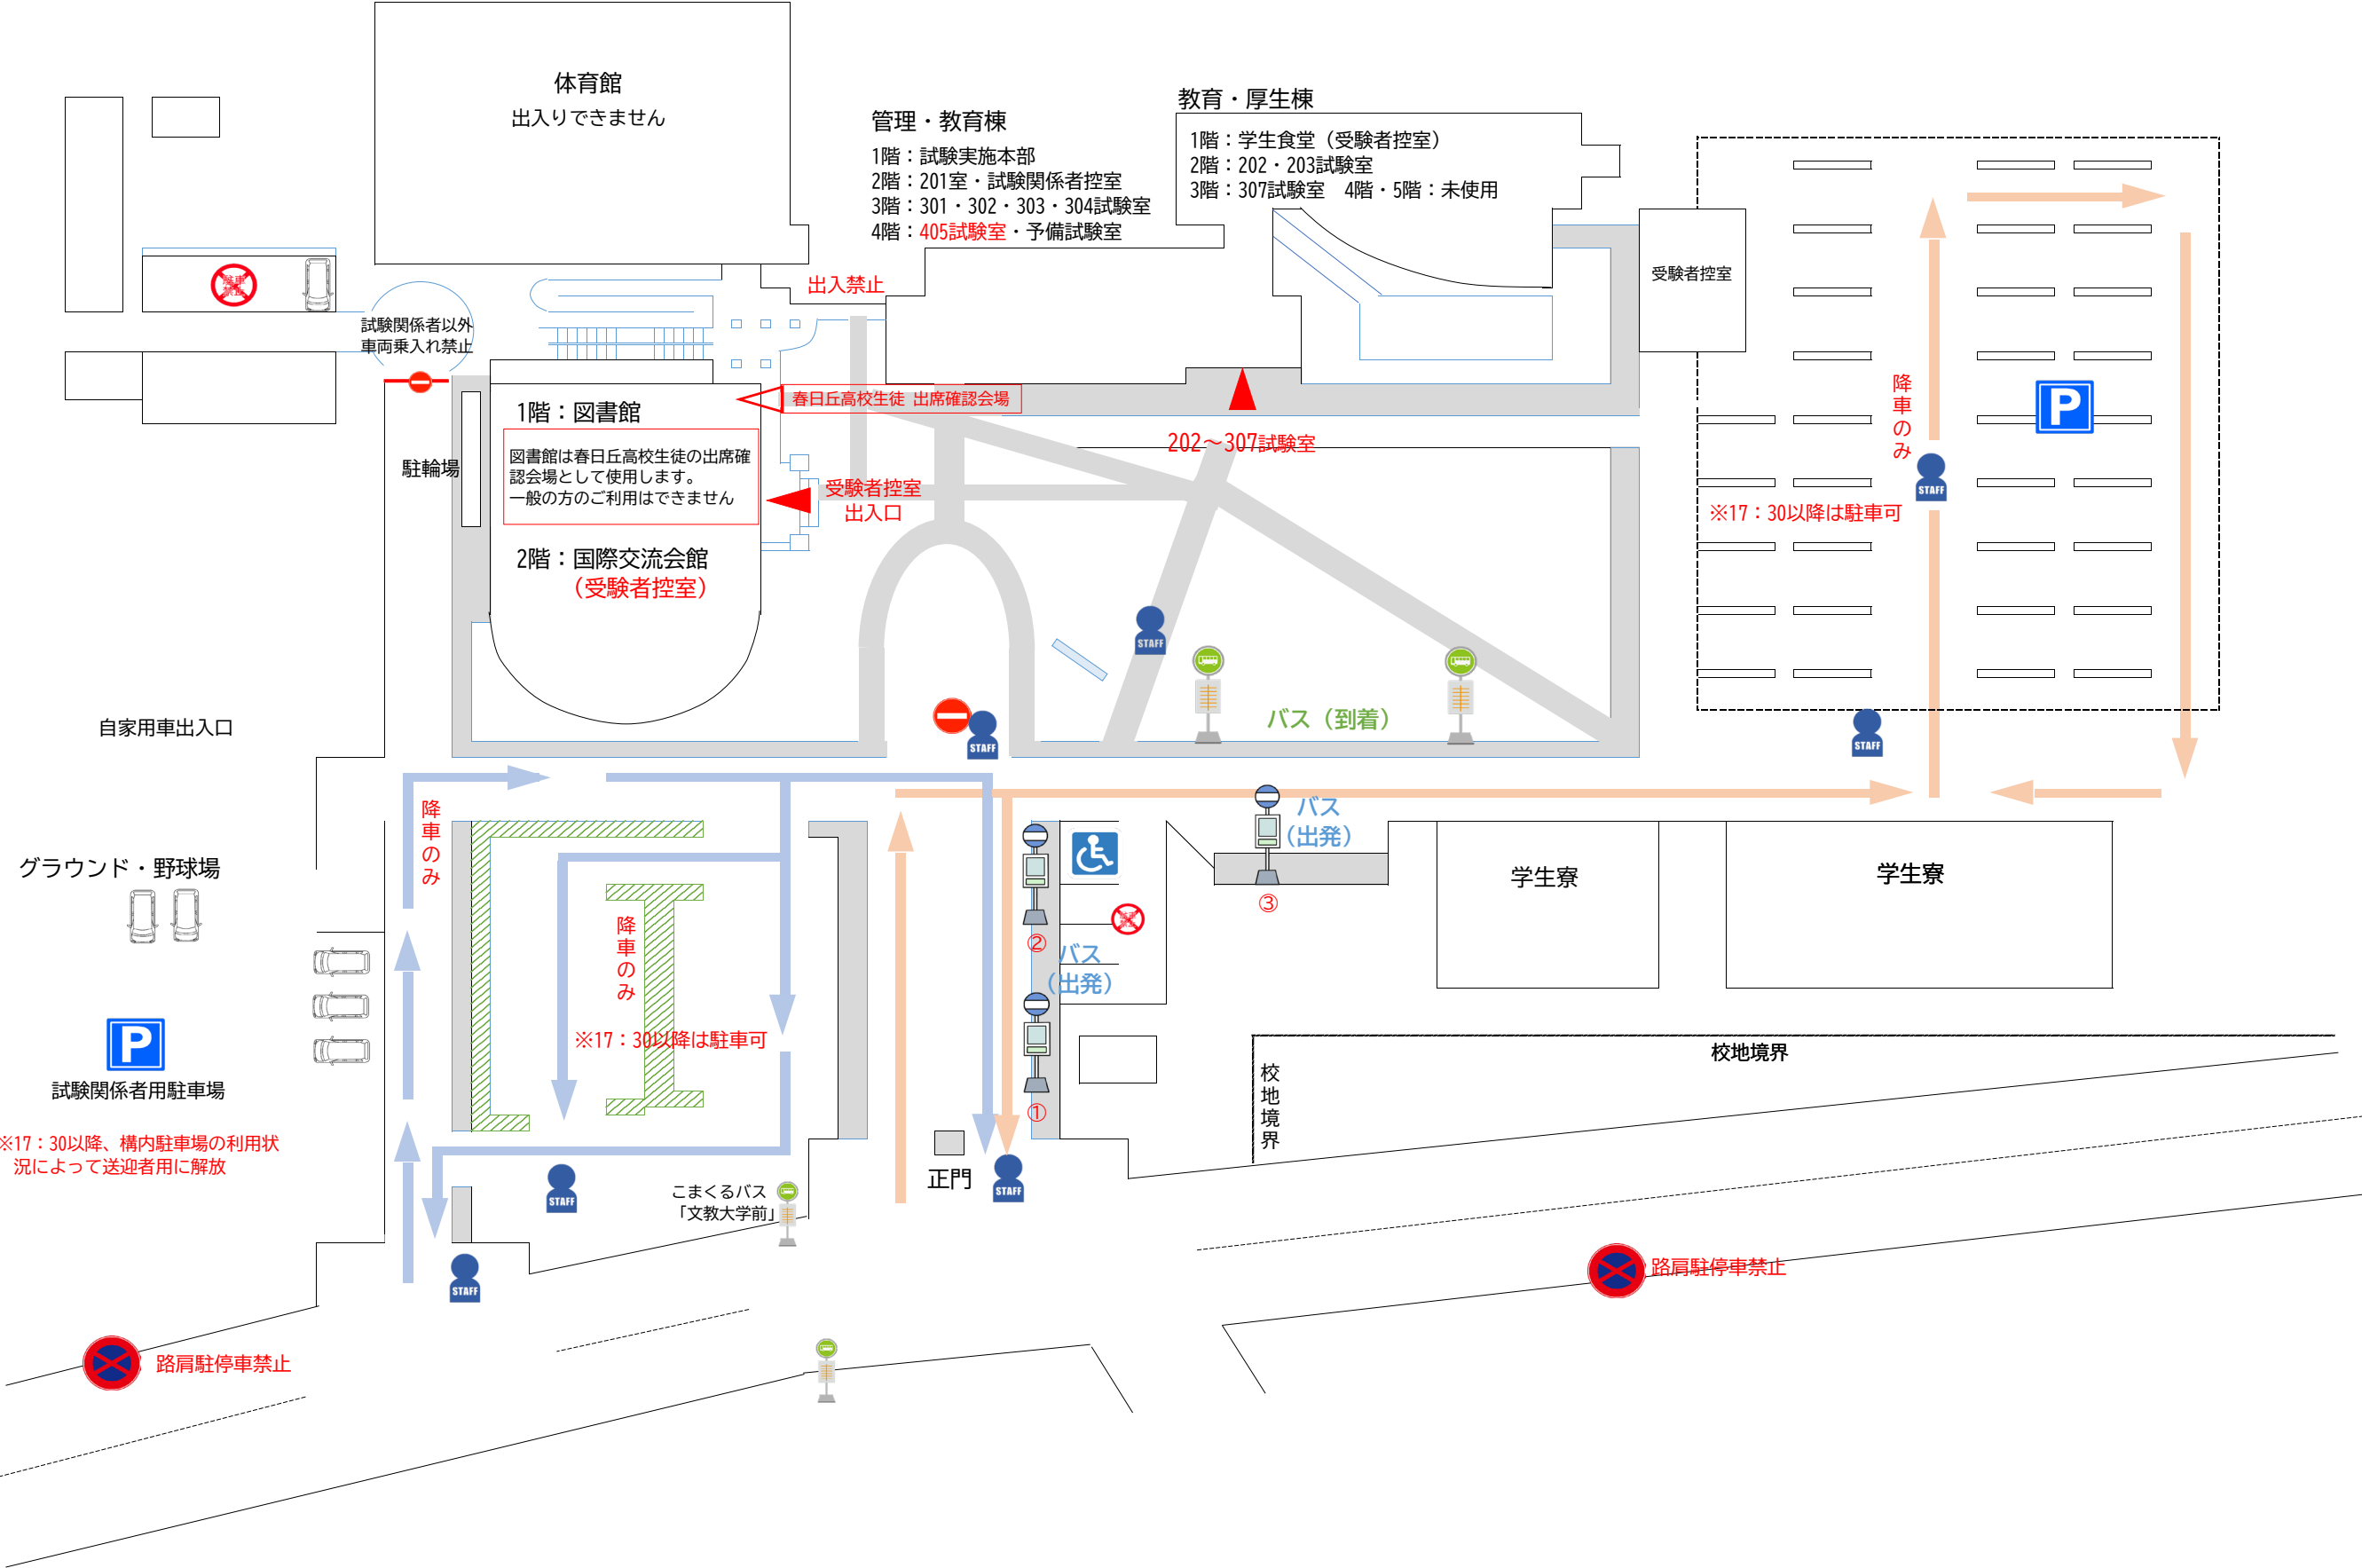 体育館
出入りできません
管理・教育棟
1階：試験実施本部
2階：201室・試験関係者控室
3階：301・302・303・304試験室
4階：405試験室・予備試験室
教育・厚生棟
1階：学生食堂（受験者控室）
2階：202・203試験室
3階：307試験室　4階・5階：未使用
受験者控室
駐車
禁止
出入禁止
試験関係者以外
車両乗入れ禁止
春日丘高校生徒 出席確認会場
1階：図書館
図書館は春日丘高校生徒の出席確
認会場として使用します。
一般の方のご利用はできません
駐輪場
2階：国際交流会館
（受験者控室）
受験者控室
出入口
202～307試験室
降車のみ
P
STAFF
※17：30以降は駐車可
STAFF
バス（到着）
STAFF
STAFF
自家用車出入口
降車のみ
グラウンド・野球場
降車のみ
※17：30以降は駐車可
バス
（出発）
③
②
駐車
禁止
バス
（出発）
①
学生寮
学生寮
P
試験関係者用駐車場
※17：30以降、構内駐車場の利用状
況によって送迎者用に解放
校地境界
校地境界
正門
STAFF
STAFF
こまくるバス
「文教大学前」
STAFF
路肩駐停車禁止
路肩駐停車禁止